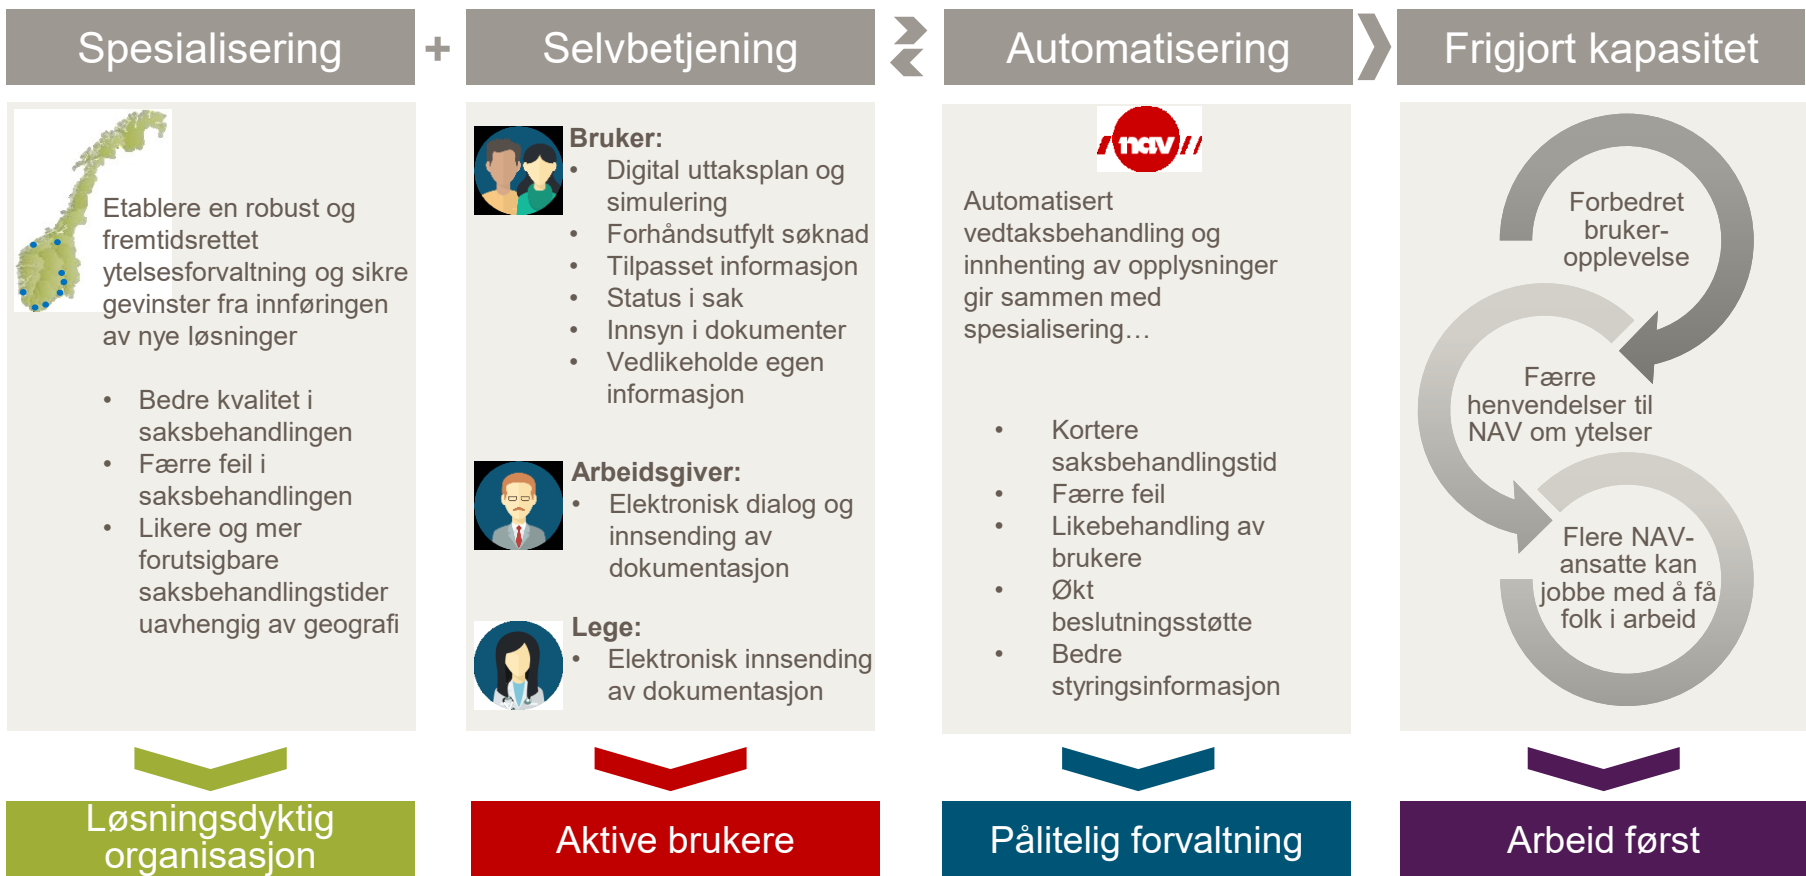 Spesialisering
Etablere en robust og
fremtidsrettet
ytelsesforvaltning og sikre
gevinster fra innføringen
av nye løsninger
• Bedre kvalitet i
saksbehandlingen
• Færre feil i
saksbehandlingen
• Likere og mer
forutsigbare
saksbehandlingstider
uavhengig av geografi
Løsningsdyktig
organisasjon
+
Selvbetjening
Bruker:
• Digital uttaksplan og
simulering
• Forhåndsutfylt søknad
• Tilpasset informasjon
• Status i sak
• Innsyn i dokumenter
• Vedlikeholde egen
informasjon
Arbeidsgiver:
• Elektronisk dialog og
innsending av
dokumentasjon
Lege:
• Elektronisk innsending
av dokumentasjon
Aktive brukere
Automatisering
nav
Automatisert
vedtaksbehandling og
innhenting av opplysninger
gir sammen med
spesialisering…
• Kortere
saksbehandlingstid
• Færre feil
• Likebehandling av
brukere
• Økt
beslutningsstøtte
• Bedre
styringsinformasjon
Pålitelig forvaltning
Frigjort kapasitet
Forbedret
bruker-
opplevelse
Færre
henvendelser til
NAV om ytelser
Flere NAV-
ansatte kan
jobbe med å få
folk i arbeid
Arbeid først